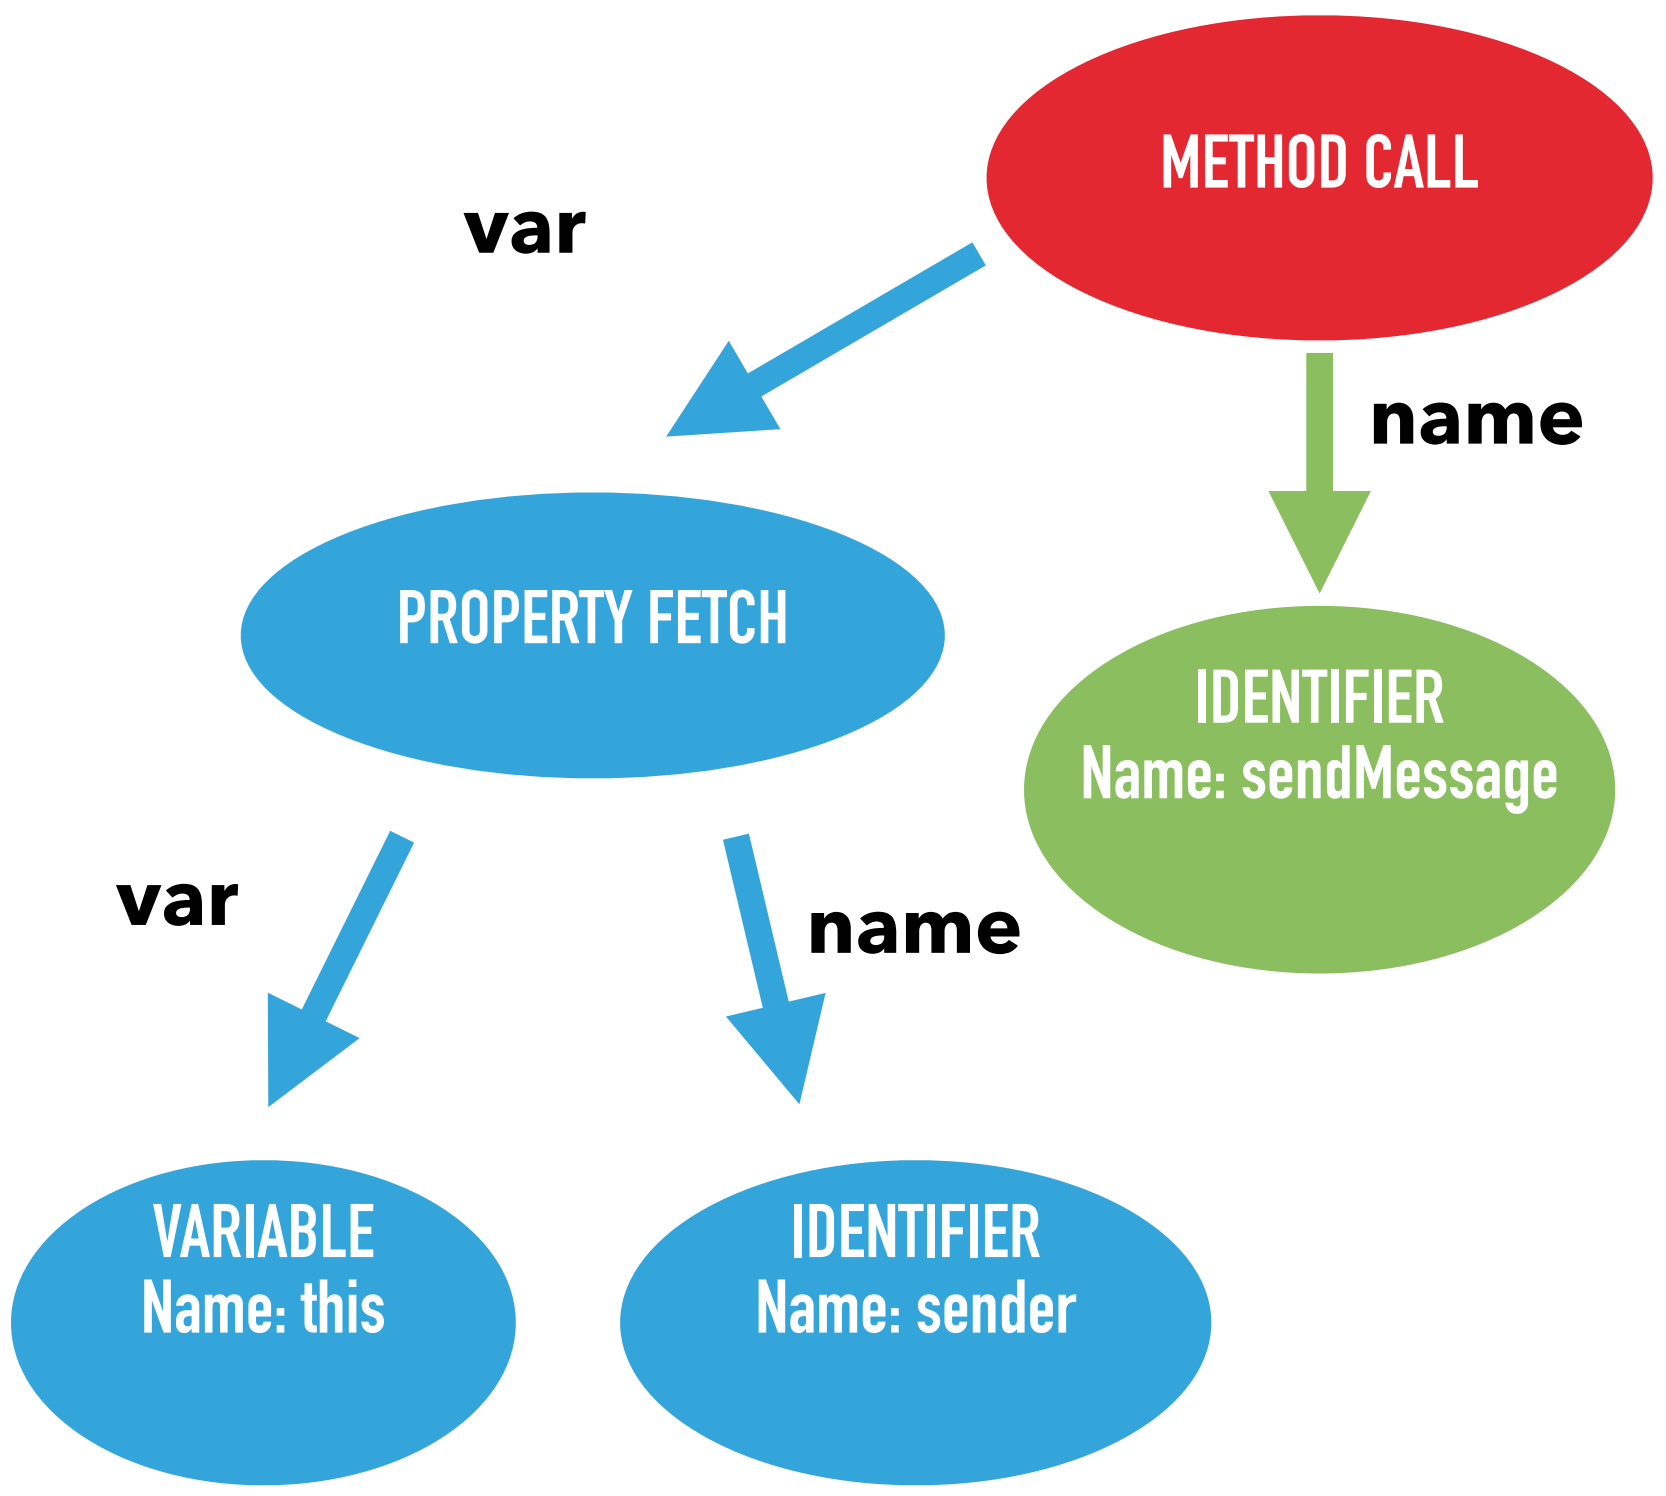 METHOD CALL
var
name
PROPERTY FETCH
IDENTIFIER
Name: sendMessage
var
name
VARIABLE
Name: this
IDENTIFIER
Name: sender